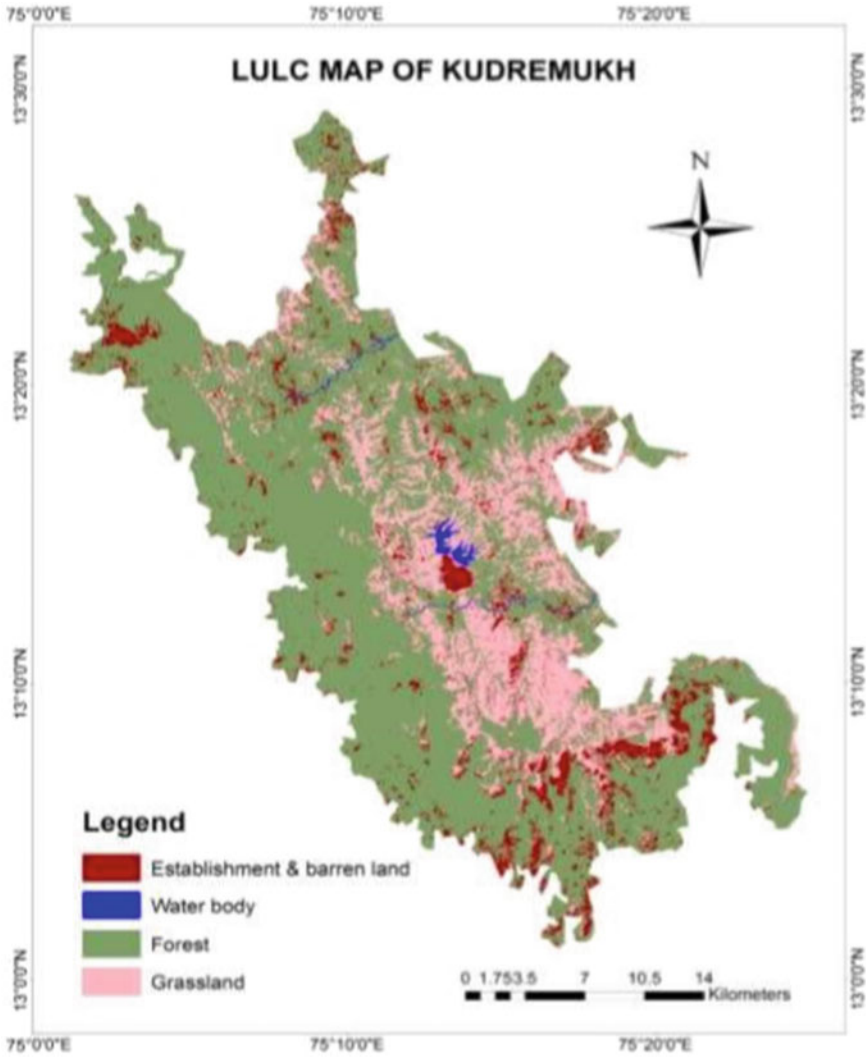 75°0'0"E 75°10'0"E 75°20'0"E
LULC MAP OF KUDREMUKH
N
13°30'0"N 13°30'0"N
13°20'0"N 13°20'0"N
13°10'0"N 13°10'0"N
13°0'0"N 13°0'0"N
Legend
Establishment & barren land
Water body
Forest
Grassland
0 1.753.5 7 10.5 14
Kilometers
75°0'0"E 75°10'0"E 75°20'0"E